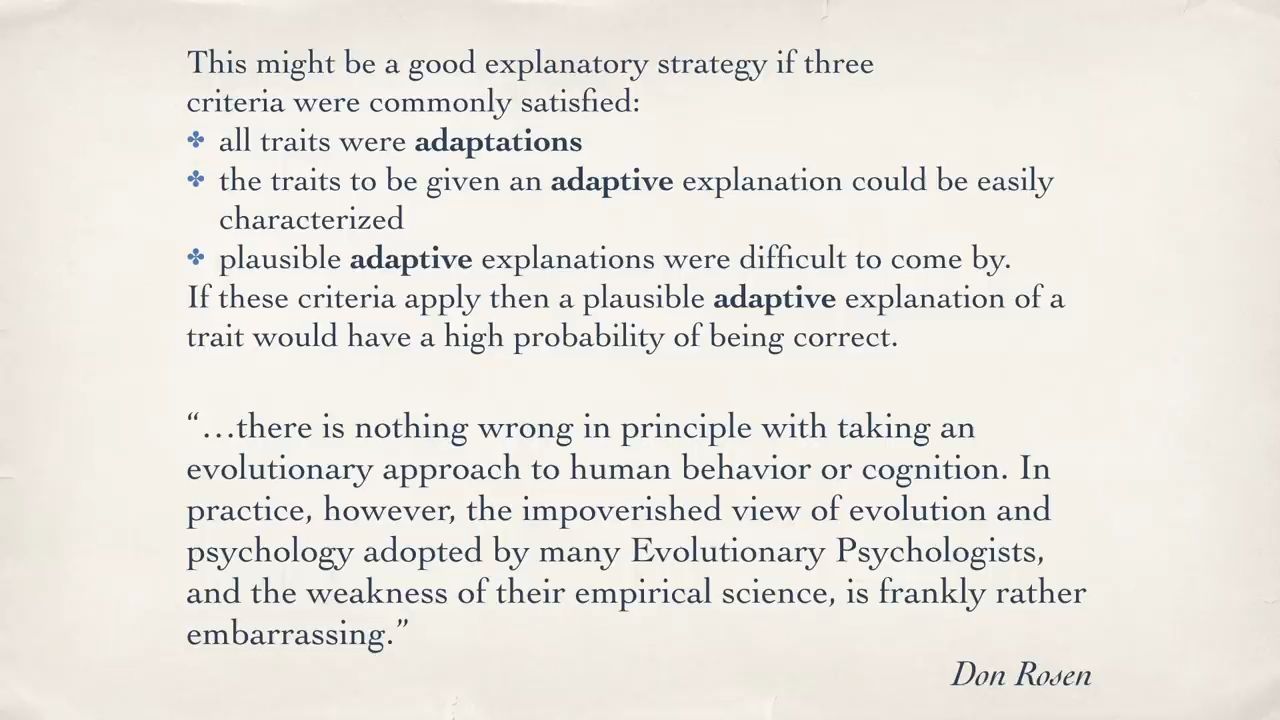 This might be a good explanatory strategy if three
criteria were commonly satisfied:
✤ all traits were adaptations
✤ the traits to be given an adaptive explanation could be easily
characterized
✤ plausible adaptive explanations were difficult to come by.
If these criteria apply then a plausible adaptive explanation of a
trait would have a high probability of being correct.
“…there is nothing wrong in principle with taking an
evolutionary approach to human behavior or cognition. In
practice, however, the impoverished view of evolution and
psychology adopted by many Evolutionary Psychologists,
and the weakness of their empirical science, is frankly rather
embarrassing.”
Don Rosen